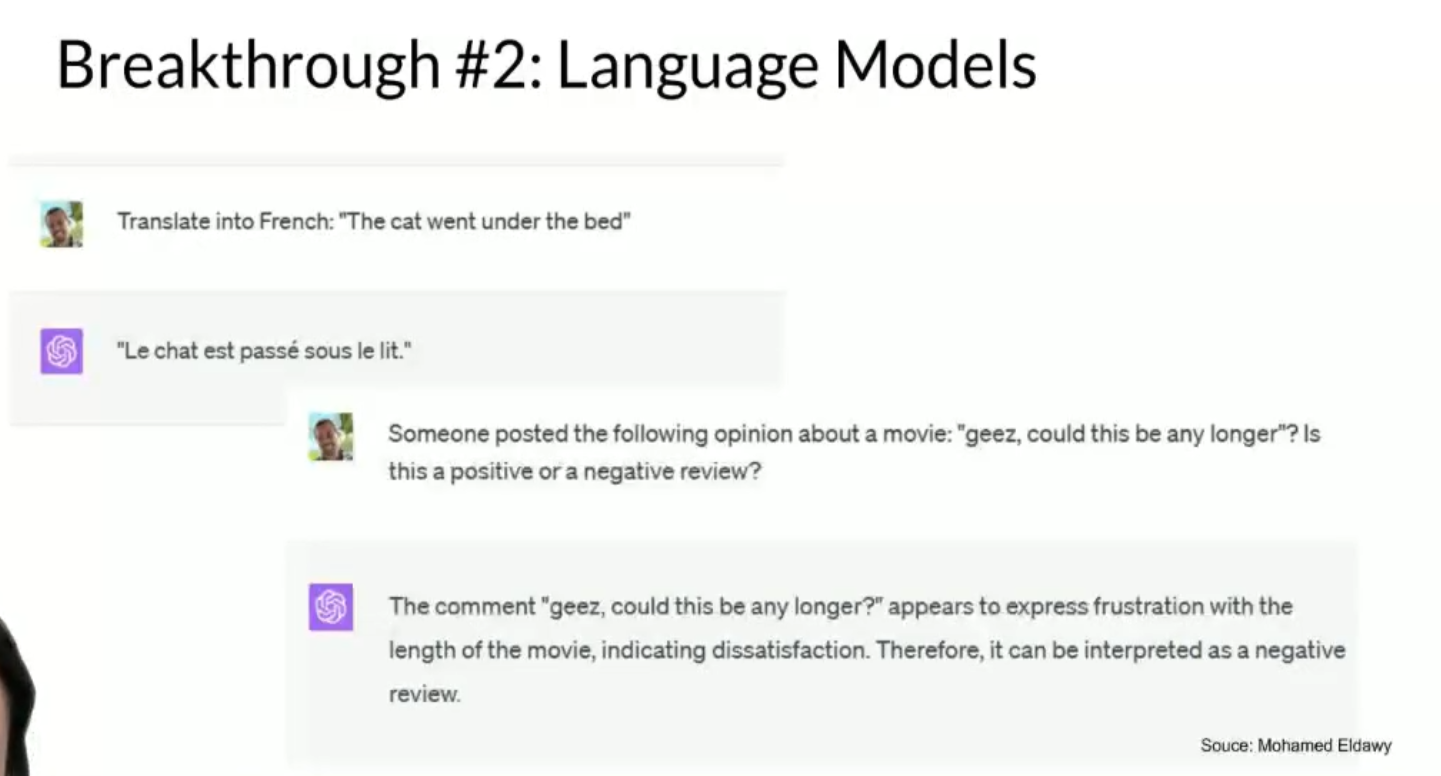 Breakthrough #2: Language Models
Translate into French: "The cat went under the bed"
"Le chat est passé sous le lit."
Someone posted the following opinion about a movie: "geez, could this be any longer"? Is
this a positive or a negative review?
The comment "geez, could this be any longer?" appears to express frustration with the
length of the movie, indicating dissatisfaction. Therefore, it can be interpreted as a negative
review.
Souce: Mohamed Eldawy